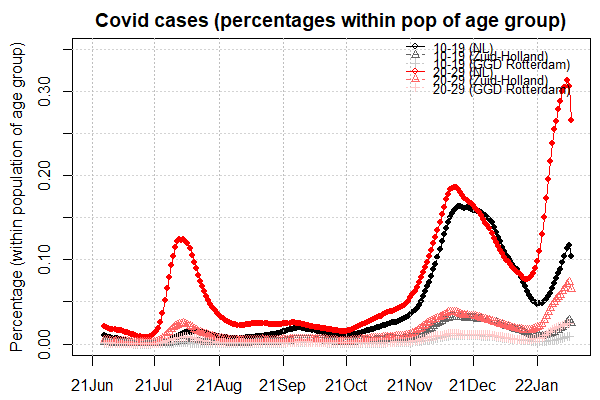 Covid cases (percentages within pop of age group)
10-19 (NL)
10-19 (Zuid-Holland)
10-19 (GGD Rotterdam)
20-29 (NL)
20-29 (Zuid-Holland)
20-29 (GGD Rotterdam)
Percentage (within population of age group)
0.30
0.20
0.10
0.00
21Jun 21Jul 21Aug 21Sep 21Oct 21Nov 21Dec 22Jan